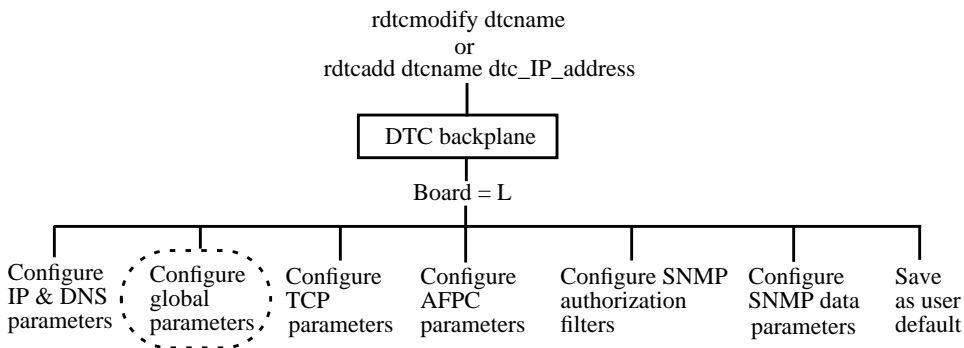 rdtcmodify dtcname
or
rdtcadd dtcname dtc_IP_address
DTC backplane
Board = L
Configure
IP & DNS
parameters
Configure
global
parameters
Configure
TCP
parameters
Configure
AFPC
parameters
Configure SNMP
authorization
filters
Configure
SNMP data
parameters
Save
as user
default